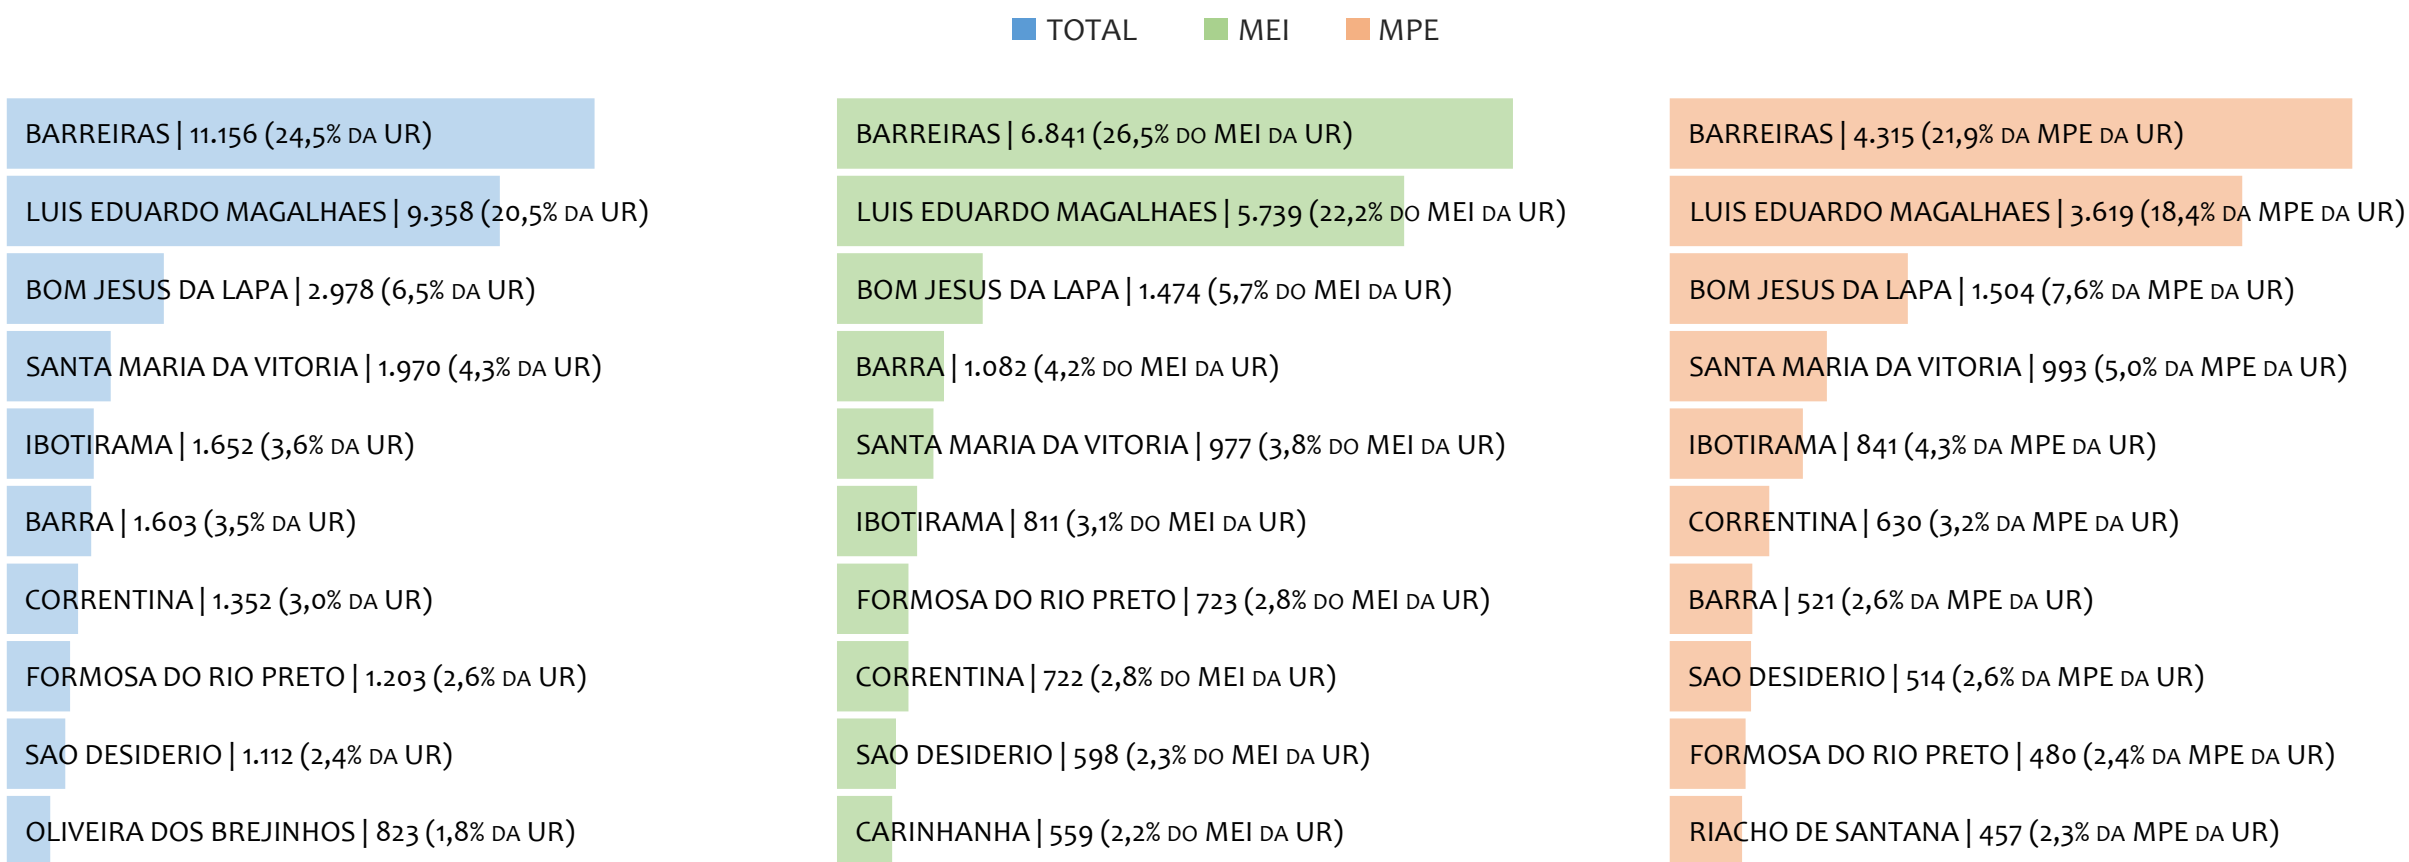 TOTAL MEI MPE
BARREIRAS | 11.156 (24,5% DA UR)
LUIS EDUARDO MAGALHAES | 9.358 (20,5% DA UR)
BOM JESUS DA LAPA | 2.978 (6,5% DA UR)
SANTA MARIA DA VITORIA | 1.970 (4,3% DA UR)
IBOTIRAMA | 1.652 (3,6% DA UR)
BARRA | 1.603 (3,5% DA UR)
CORRENTINA | 1.352 (3,0% DA UR)
FORMOSA DO RIO PRETO | 1.203 (2,6% DA UR)
SAO DESIDERIO | 1.112 (2,4% DA UR)
OLIVEIRA DOS BREJINHOS | 823 (1,8% DA UR)
BARREIRAS | 6.841 (26,5% DO MEI DA UR)
LUIS EDUARDO MAGALHAES | 5.739 (22,2% DO MEI DA UR)
BOM JESUS DA LAPA | 1.474 (5,7% DO MEI DA UR)
BARRA | 1.082 (4,2% DO MEI DA UR)
SANTA MARIA DA VITORIA | 977 (3,8% DO MEI DA UR)
IBOTIRAMA | 811 (3,1% DO MEI DA UR)
FORMOSA DO RIO PRETO | 723 (2,8% DO MEI DA UR)
CORRENTINA | 722 (2,8% DO MEI DA UR)
SAO DESIDERIO | 598 (2,3% DO MEI DA UR)
CARINHANHA | 559 (2,2% DO MEI DA UR)
BARREIRAS | 4.315 (21,9% DA MPE DA UR)
LUIS EDUARDO MAGALHAES | 3.619 (18,4% DA MPE DA UR)
BOM JESUS DA LAPA | 1.504 (7,6% DA MPE DA UR)
SANTA MARIA DA VITORIA | 993 (5,0% DA MPE DA UR)
IBOTIRAMA | 841 (4,3% DA MPE DA UR)
CORRENTINA | 630 (3,2% DA MPE DA UR)
BARRA | 521 (2,6% DA MPE DA UR)
SAO DESIDERIO | 514 (2,6% DA MPE DA UR)
FORMOSA DO RIO PRETO | 480 (2,4% DA MPE DA UR)
RIACHO DE SANTANA | 457 (2,3% DA MPE DA UR)